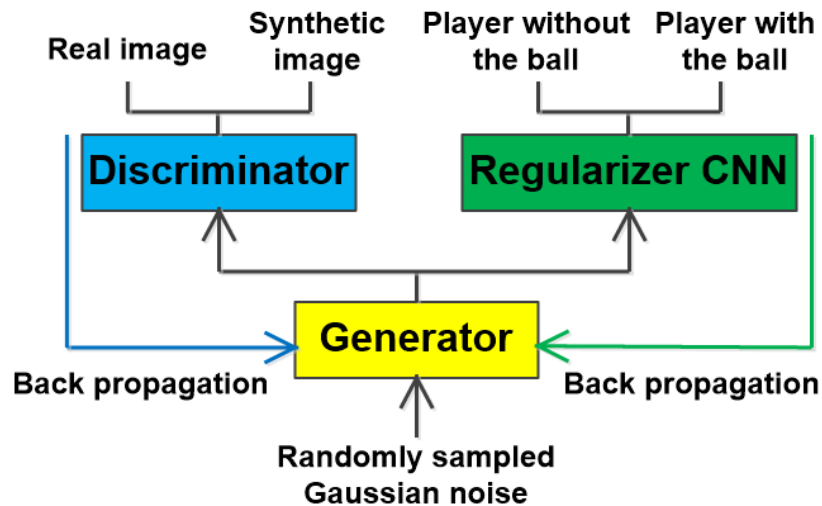 Real image
Synthetic
image
Player without
the ball
Player with
the ball
Discriminator
Regularizer CNN
Generator
Back propagation
Back propagation
Randomly sampled
Gaussian noise